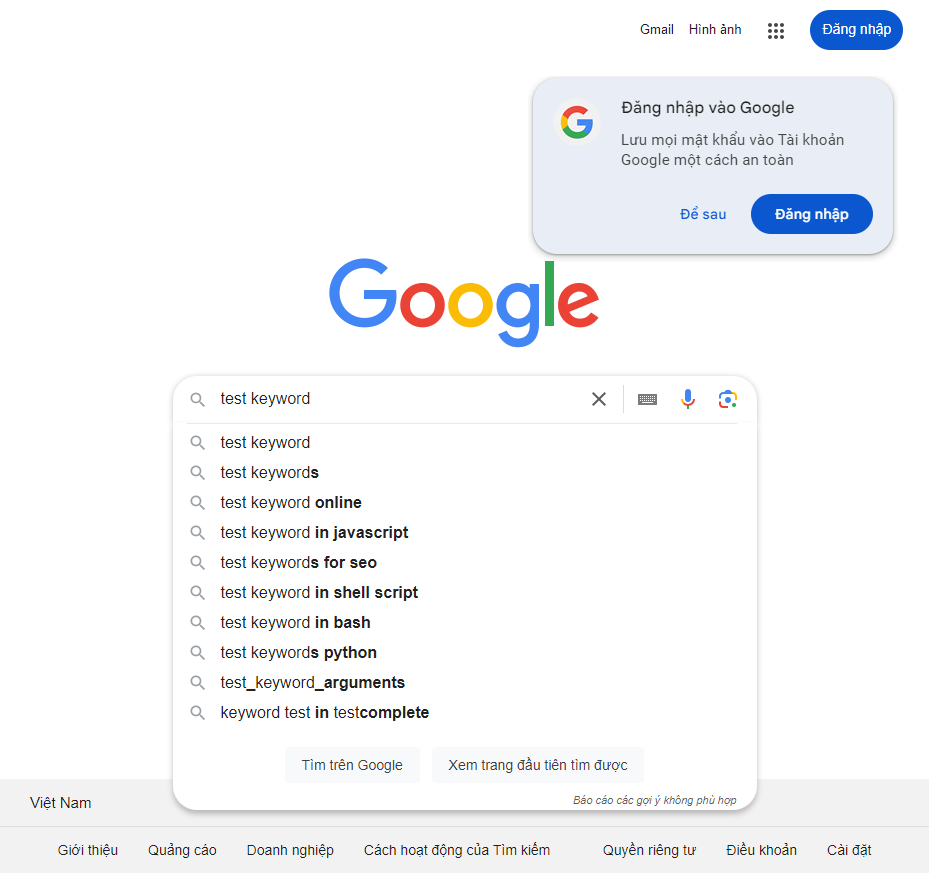 Gmail Hình ảnh Đăng nhập
Đăng nhập vào Google
Lưu mọi mật khẩu vào Tài khoản
Google một cách an toàn
Để sau Đăng nhập
Google
test keyword
test keyword
test keywords
test keyword online
test keyword in javascript
test keywords for seo
test keyword in shell script
test keyword in bash
test keywords python
test_keyword_arguments
keyword test in testcomplete
Tìm trên Google Xem trang đầu tiên tìm được
Báo cáo các gợi ý không phù hợp
Việt Nam
Giới thiệu Quảng cáo Doanh nghiệp Cách hoạt động của Tìm kiếm Quyền riêng tư Điều khoản Cài đặt